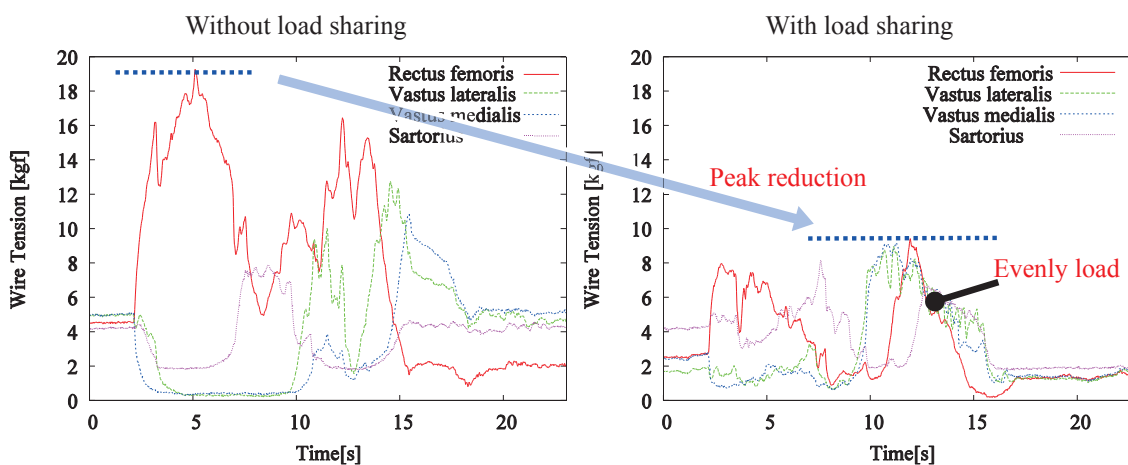 Without load sharing
With load sharing
20
18
16
14
12
10
8
6
4
2
0
Wire Tension [kgf]
Rectus femoris
Vastus lateralis
Vastus medialis
Sartorius
0
5
10
15
20
Time[s]
20
18
16
14
12
10
8
6
4
2
0
Wire Tension [kgf]
Rectus femoris
Vastus lateralis
Vastus medialis
Sartorius
Peak reduction
Evenly load
0
5
10
15
20
Time[s]